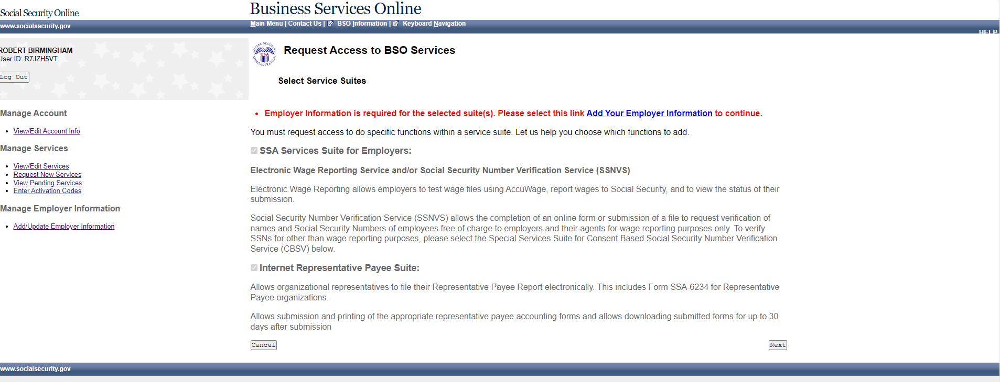 Social Security Online
Business Services Online
www.socialsecurity.gov
Main Menu | Contact Us | BSO Information | Keyboard Navigation
HELP
ROBERT BIRMINGHAM
User ID: R7JZH5VT
Log Out
SOCIAL SECURITY
USA
ADMINISTRATION
Request Access to BSO Services
Select Service Suites
Manage Account
• View/Edit Account Info
Manage Services
• View/Edit Services
• Request New Services
• View Pending Services
• Enter Activation Codes
Manage Employer Information
• Add/Update Employer Information
• Employer Information is required for the selected suite(s). Please select this link Add Your Employer Information to continue.
You must request access to do specific functions within a service suite. Let us help you choose which functions to add.
SSA Services Suite for Employers:
Electronic Wage Reporting Service and/or Social Security Number Verification Service (SSNVS)
Electronic Wage Reporting allows employers to test wage files using AccuWage, report wages to Social Security, and to view the status of their
submission.
Social Security Number Verification Service (SSNVS) allows the completion of an online form or submission of a file to request verification of
names and Social Security Numbers of employees free of charge to employers and their agents for wage reporting purposes only. To verify
SSNs for other than wage reporting purposes, please select the Special Services Suite for Consent Based Social Security Number Verification
Service (CBSV) below.
Internet Representative Payee Suite:
Allows organizational representatives to file their Representative Payee Report electronically. This includes Form SSA-6234 for Representative
Payee organizations.
Allows submission and printing of the appropriate representative payee accounting forms and allows downloading submitted forms for up to 30
days after submission
Cancel
Next
www.socialsecurity.gov